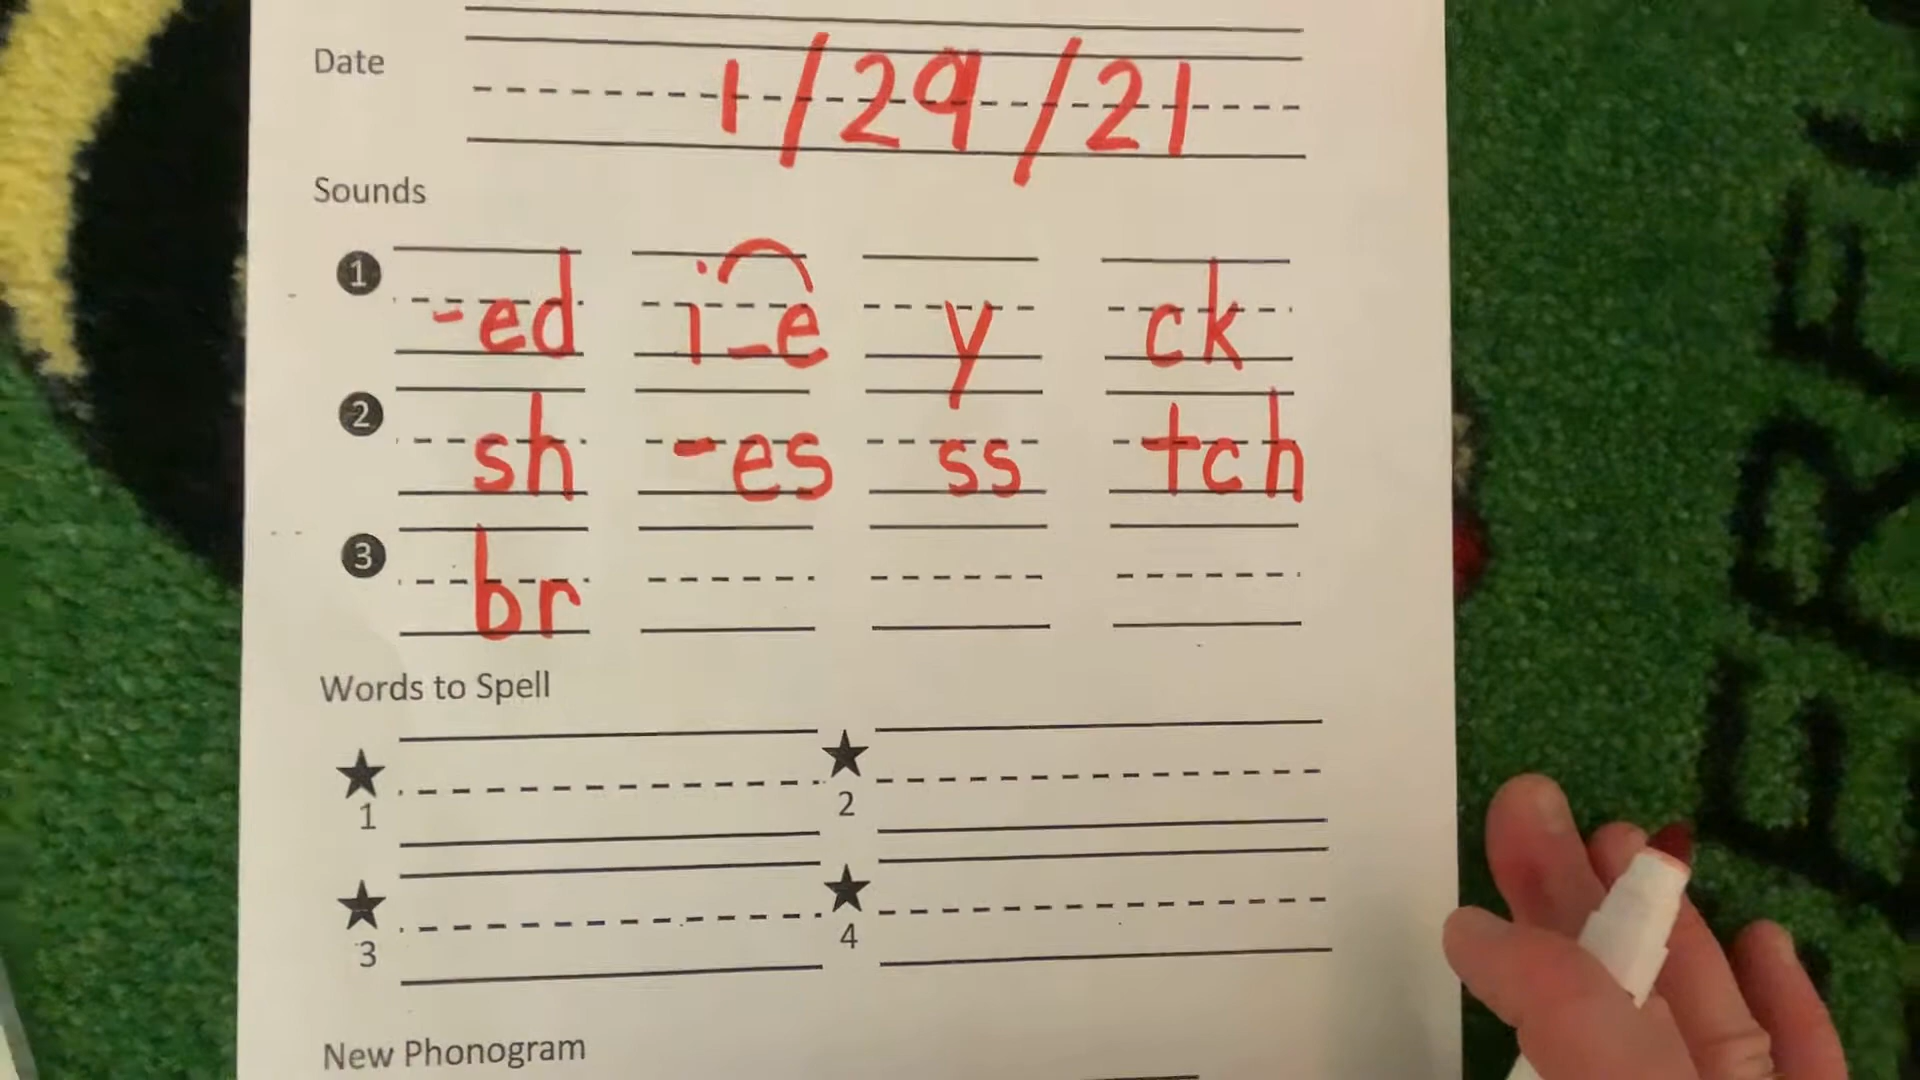 Date 1/29/21
Sounds
1 -ed i_e y ck
2 sh -es ss tch
3 br
Words to Spell
1 2
3 4
New Phonogram